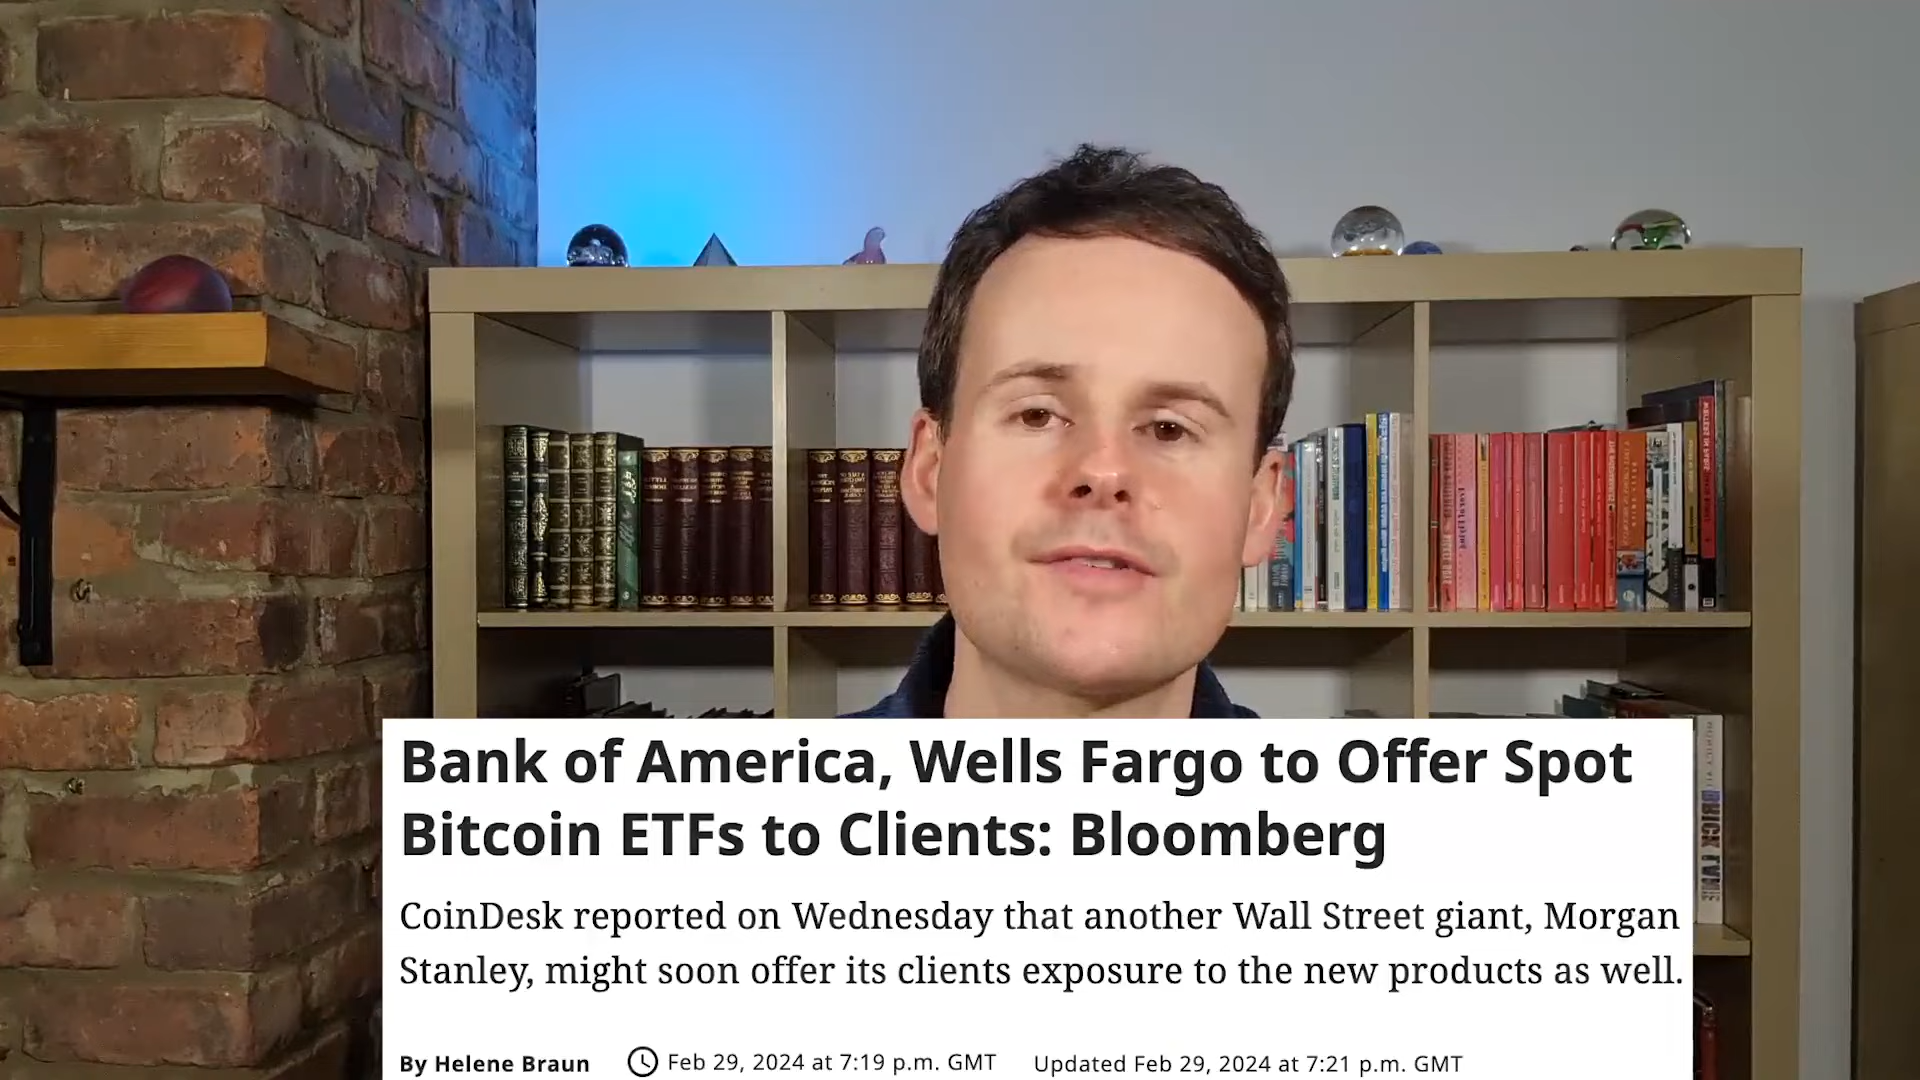 Bank of America, Wells Fargo to Offer Spot
Bitcoin ETFs to Clients: Bloomberg
CoinDesk reported on Wednesday that another Wall Street giant, Morgan
Stanley, might soon offer its clients exposure to the new products as well.
By Helene Braun Feb 29, 2024 at 7:19 p.m. GMT Updated Feb 29, 2024 at 7:21 p.m. GMT